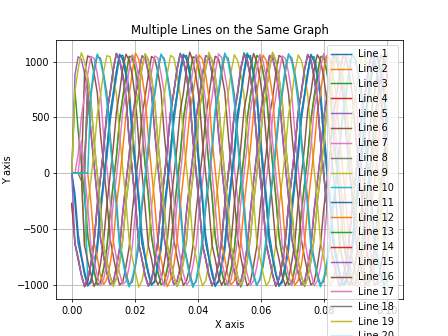 Multiple Lines on the Same Graph
Y axis
1000
500
0
−500
−1000
0.00
0.02
0.04
0.06
X axis
Line 1
Line 2
Line 3
Line 4
Line 5
Line 6
Line 7
Line 8
Line 9
Line 10
Line 11
Line 12
Line 13
Line 14
Line 15
Line 16
Line 17
Line 18
Line 19
Line 20